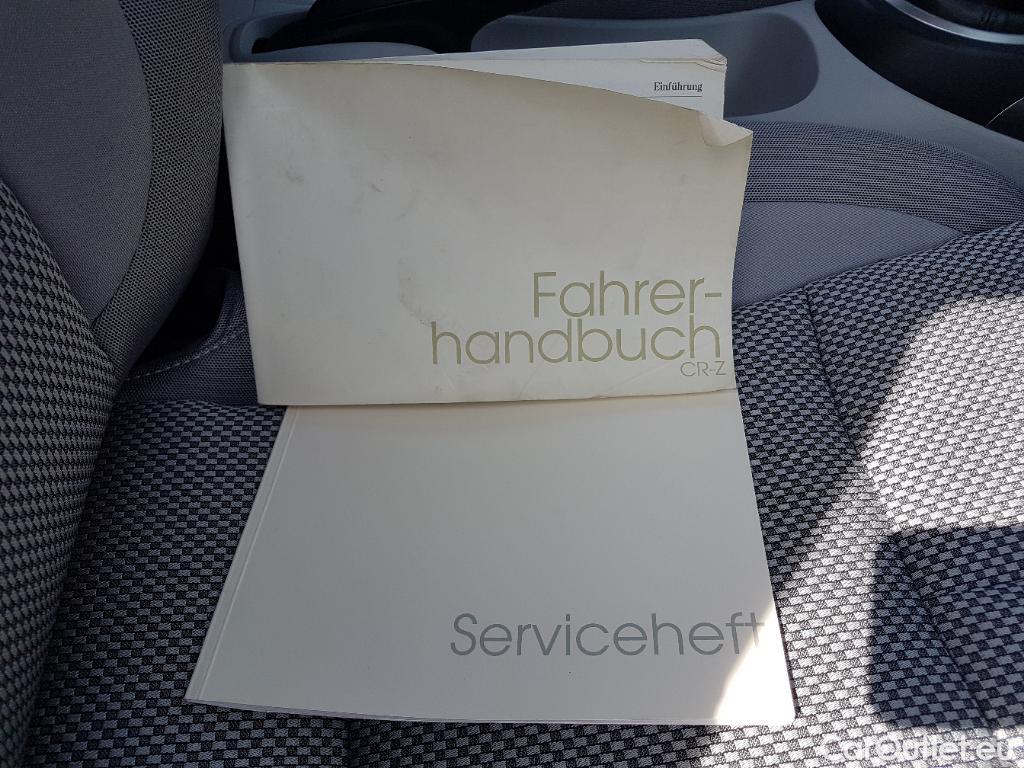 Einführung
Fahrer-
handbuch
CR-Z
Serviceheft
CarOutlet.eu